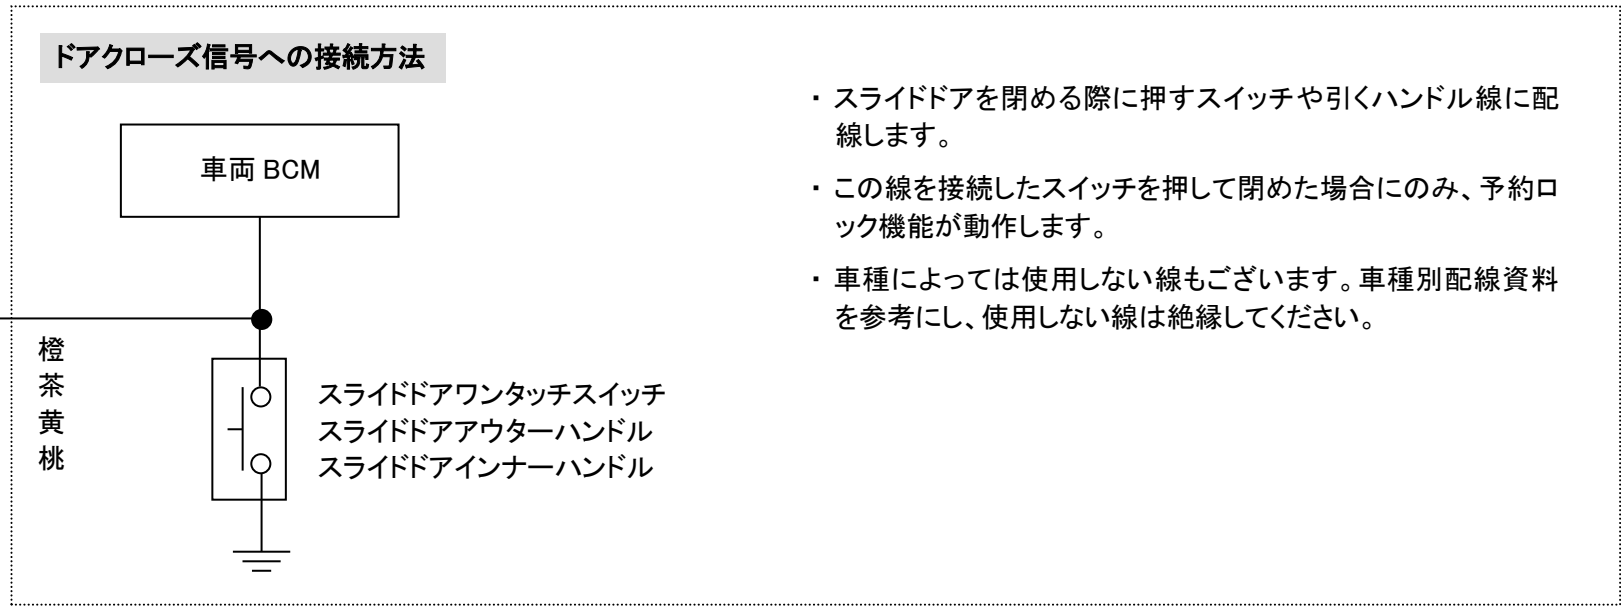 ドアクローズ信号への接続方法
車両 BCM
橙
茶
黄
桃
スライドドアワンタッチスイッチ
スライドドアアウターハンドル
スライドドアインナーハンドル
・ スライドドアを閉める際に押すスイッチや引くハンドル線に配
線します。
・ この線を接続したスイッチを押して閉めた場合にのみ、予約ロ
ック機能が動作します。
・ 車種によっては使用しない線もございます。車種別配線資料
を参考にし、使用しない線は絶縁してください。